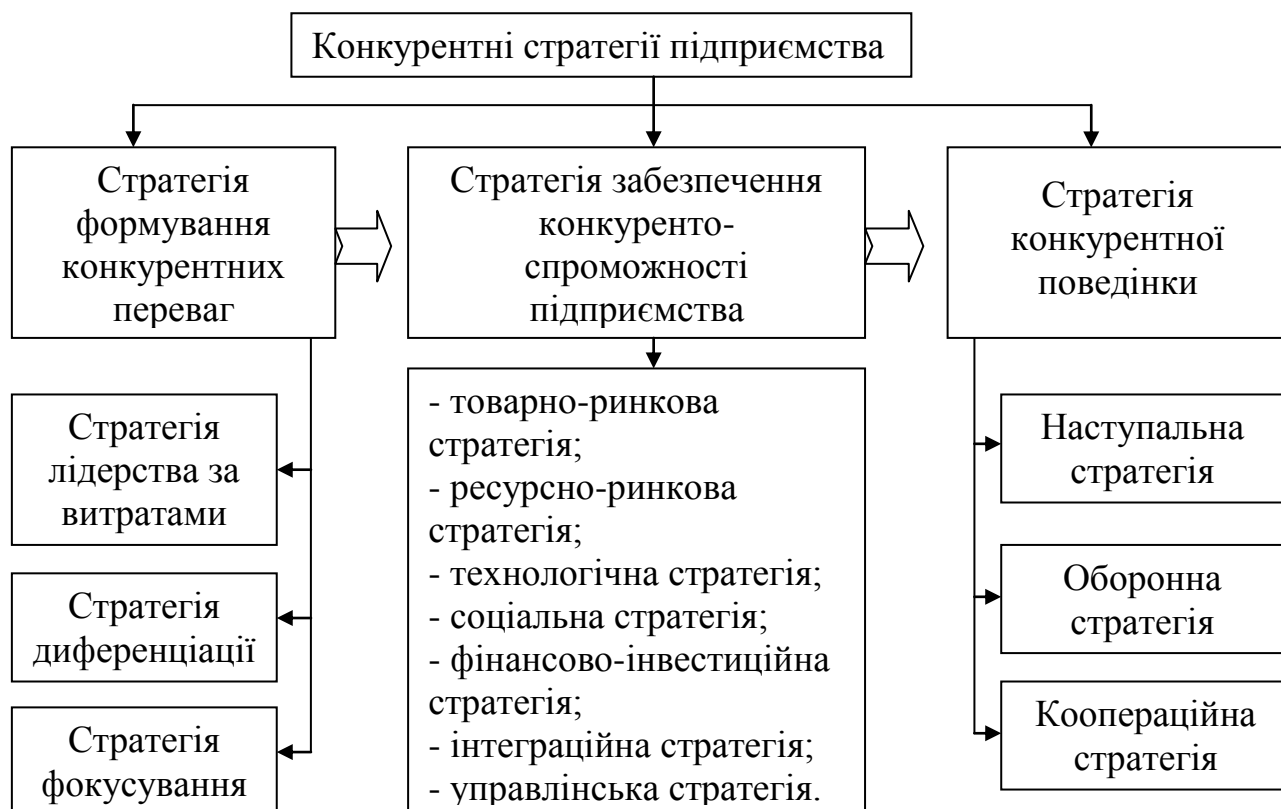 Конкурентні стратегії підприємства
Стратегія
формування
конкурентних
переваг
Стратегія забезпечення
конкуренто-
спроможності
підприємства
Стратегія
конкурентної
поведінки
Стратегія
лідерства за
витратами
Стратегія
диференціації
Стратегія
фокусування
- товарно-ринкова
стратегія;
- ресурсно-ринкова
стратегія;
- технологічна стратегія;
- соціальна стратегія;
- фінансово-інвестиційна
стратегія;
- інтеграційна стратегія;
- управлінська стратегія.
Наступальна
стратегія
Оборонна
стратегія
Коопераційна
стратегія